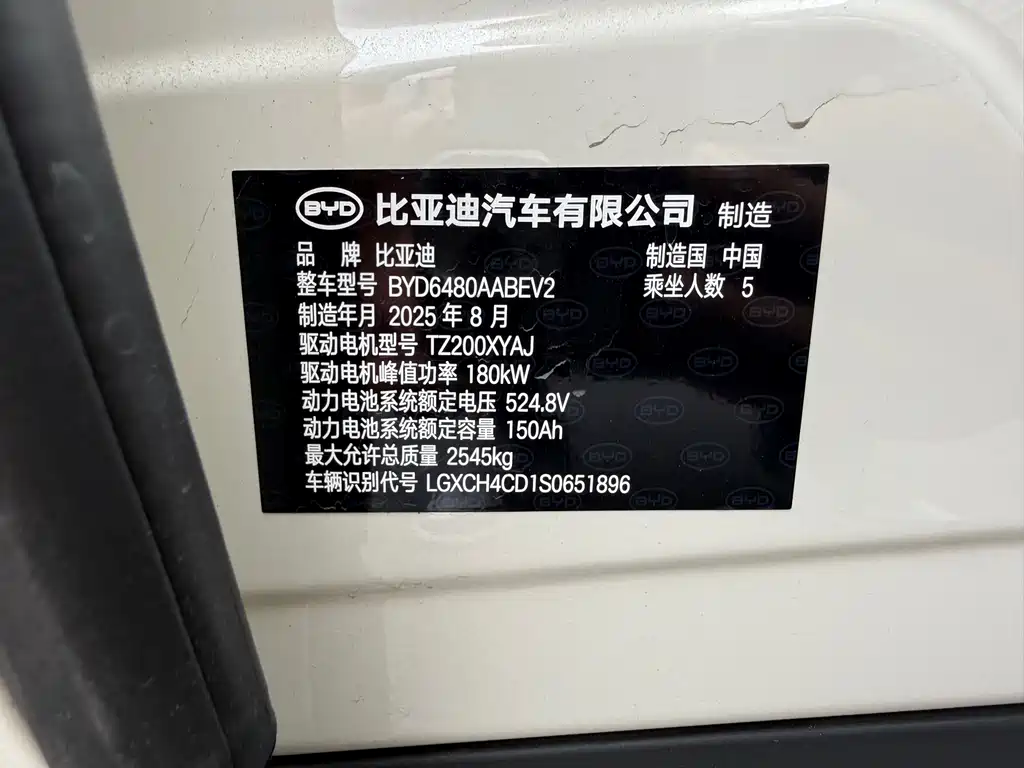 BYD 比亚迪汽车有限公司 制造
品 牌 比亚迪 制造国 中国
整车型号 BYD6480AABEV2 乘坐人数 5
制造年月 2025 年 8 月
驱动电机型号 TZ200XYAJ
驱动电机峰值功率 180kW
动力电池系统额定电压 524.8V
动力电池系统额定容量 150Ah
最大允许总质量 2545kg
车辆识别代号 LGXCH4CD1S0651896